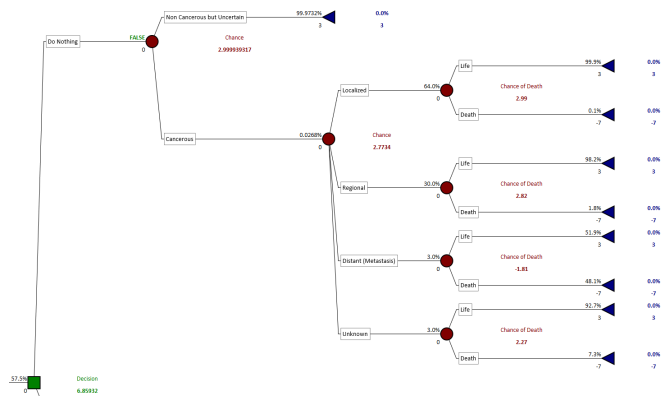 Non Cancerous but Uncertain
99.9732%
0.0%
3
3
Do Nothing
FALSE
Chance
0
2.999939317
Life
99.9%
0.0%
3
3
Localized
64.0%
Chance of Death
0
2.99
Death
0.1%
0.0%
-7
-7
Cancerous
0.0268%
Chance
0
2.7734
Life
98.2%
0.0%
3
3
Regional
30.0%
Chance of Death
0
2.82
Death
1.8%
0.0%
-7
-7
Life
51.9%
0.0%
3
3
Distant (Metastasis)
3.0%
Chance of Death
0
-1.81
Death
48.1%
0.0%
-7
-7
Life
92.7%
0.0%
3
3
Unknown
3.0%
Chance of Death
0
2.27
Death
7.3%
0.0%
-7
-7
57.5%
Decision
0
6.85932